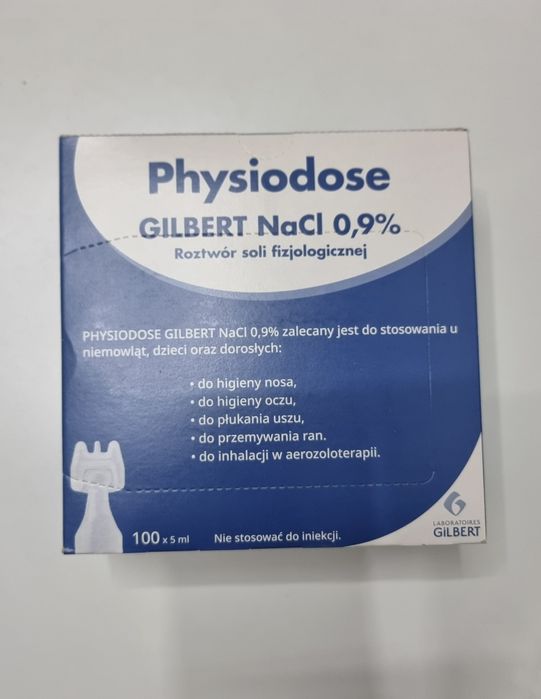 Physiodose
GILBERT NaCl 0,9%
Roztwór soli fizjologicznej
PHYSIODOSE GILBERT NaCl 0,9% zalecany jest do stosowania u
niemowląt, dzieci oraz dorosłych:
• do higieny nosa,
• do higieny oczu,
• do płukania uszu,
• do przemywania ran.
• do inhalacji w aerozoloterapii.
100 x 5 ml
Nie stosować do iniekcji.
LABORATOIRES
GILBERT